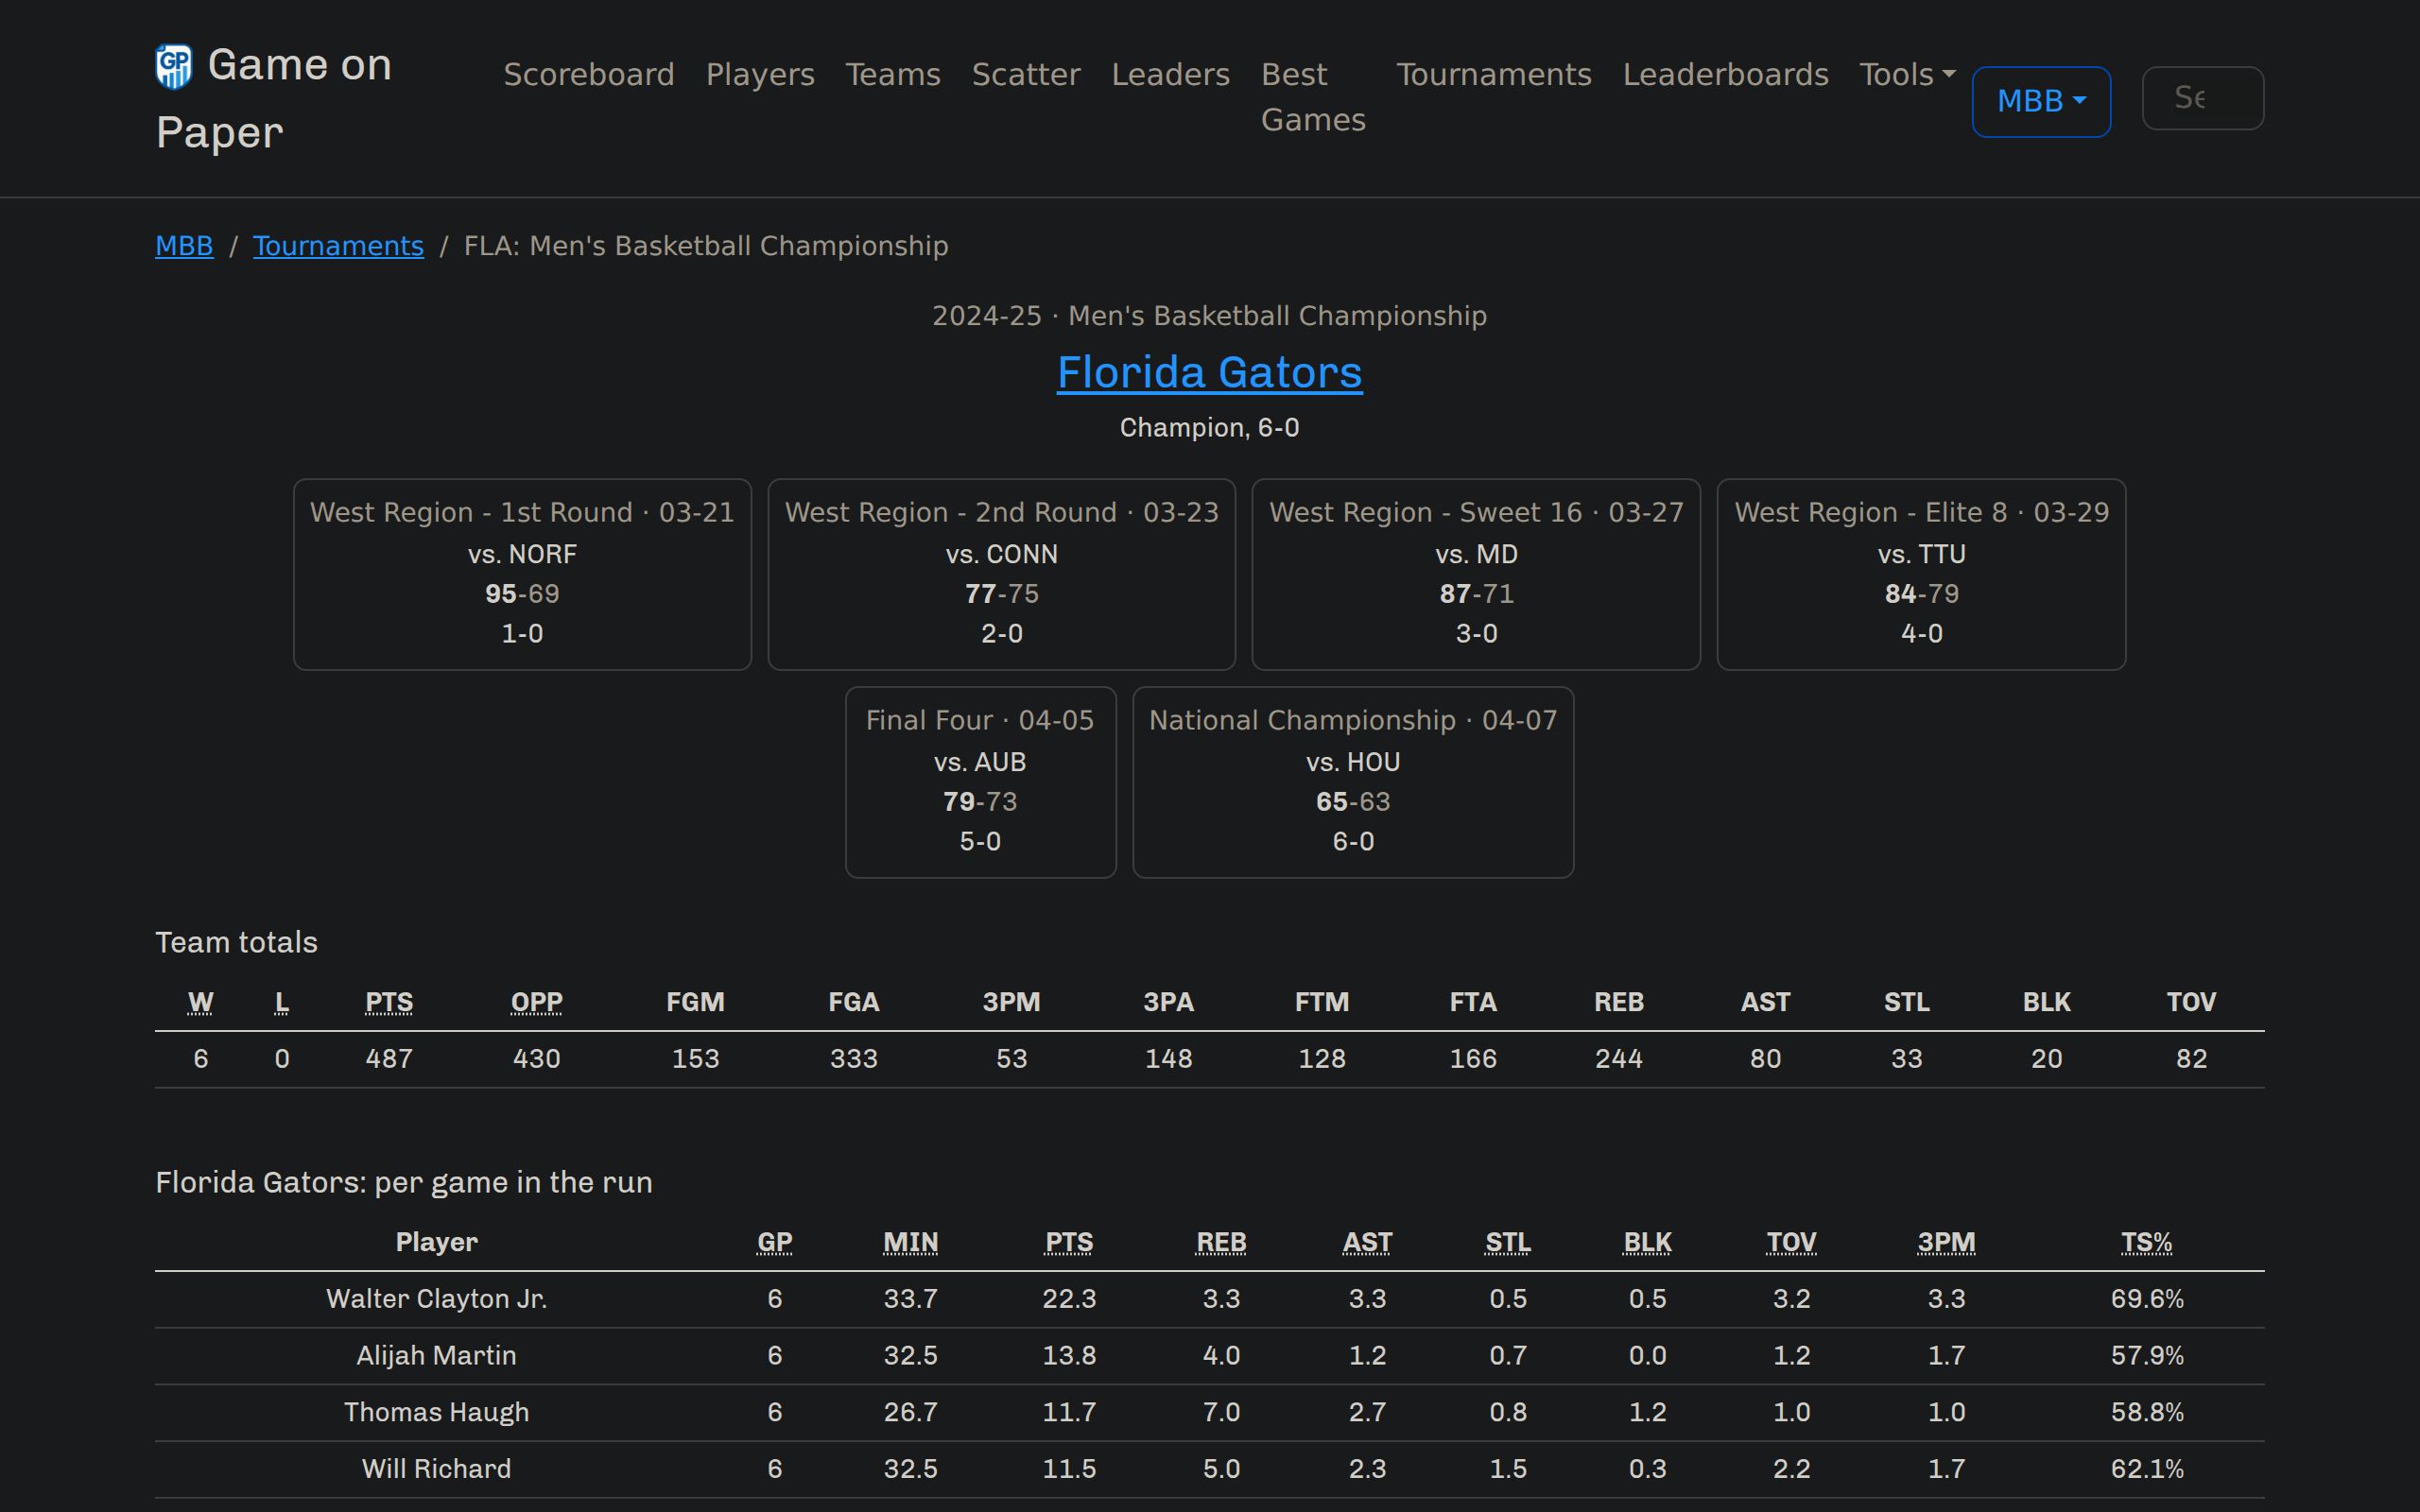 GP Game on Paper
Scoreboard Players Teams Scatter Leaders Best Games Tournaments Leaderboards Tools MBB
MBB / Tournaments / FLA: Men's Basketball Championship
2024-25 · Men's Basketball Championship
Florida Gators
Champion, 6-0
West Region - 1st Round · 03-21
vs. NORF
95-69
1-0
West Region - 2nd Round · 03-23
vs. CONN
77-75
2-0
West Region - Sweet 16 · 03-27
vs. MD
87-71
3-0
West Region - Elite 8 · 03-29
vs. TTU
84-79
4-0
Final Four · 04-05
vs. AUB
79-73
5-0
National Championship · 04-07
vs. HOU
65-63
6-0
Team totals
W L PTS OPP FGM FGA 3PM 3PA FTM FTA REB AST STL BLK TOV
6 0 487 430 153 333 53 148 128 166 244 80 33 20 82
Florida Gators: per game in the run
Player GP MIN PTS REB AST STL BLK TOV 3PM TS%
Walter Clayton Jr. 6 33.7 22.3 3.3 3.3 0.5 0.5 3.2 3.3 69.6%
Alijah Martin 6 32.5 13.8 4.0 1.2 0.7 0.0 1.2 1.7 57.9%
Thomas Haugh 6 26.7 11.7 7.0 2.7 0.8 1.2 1.0 1.0 58.8%
Will Richard 6 32.5 11.5 5.0 2.3 1.5 0.3 2.2 1.7 62.1%